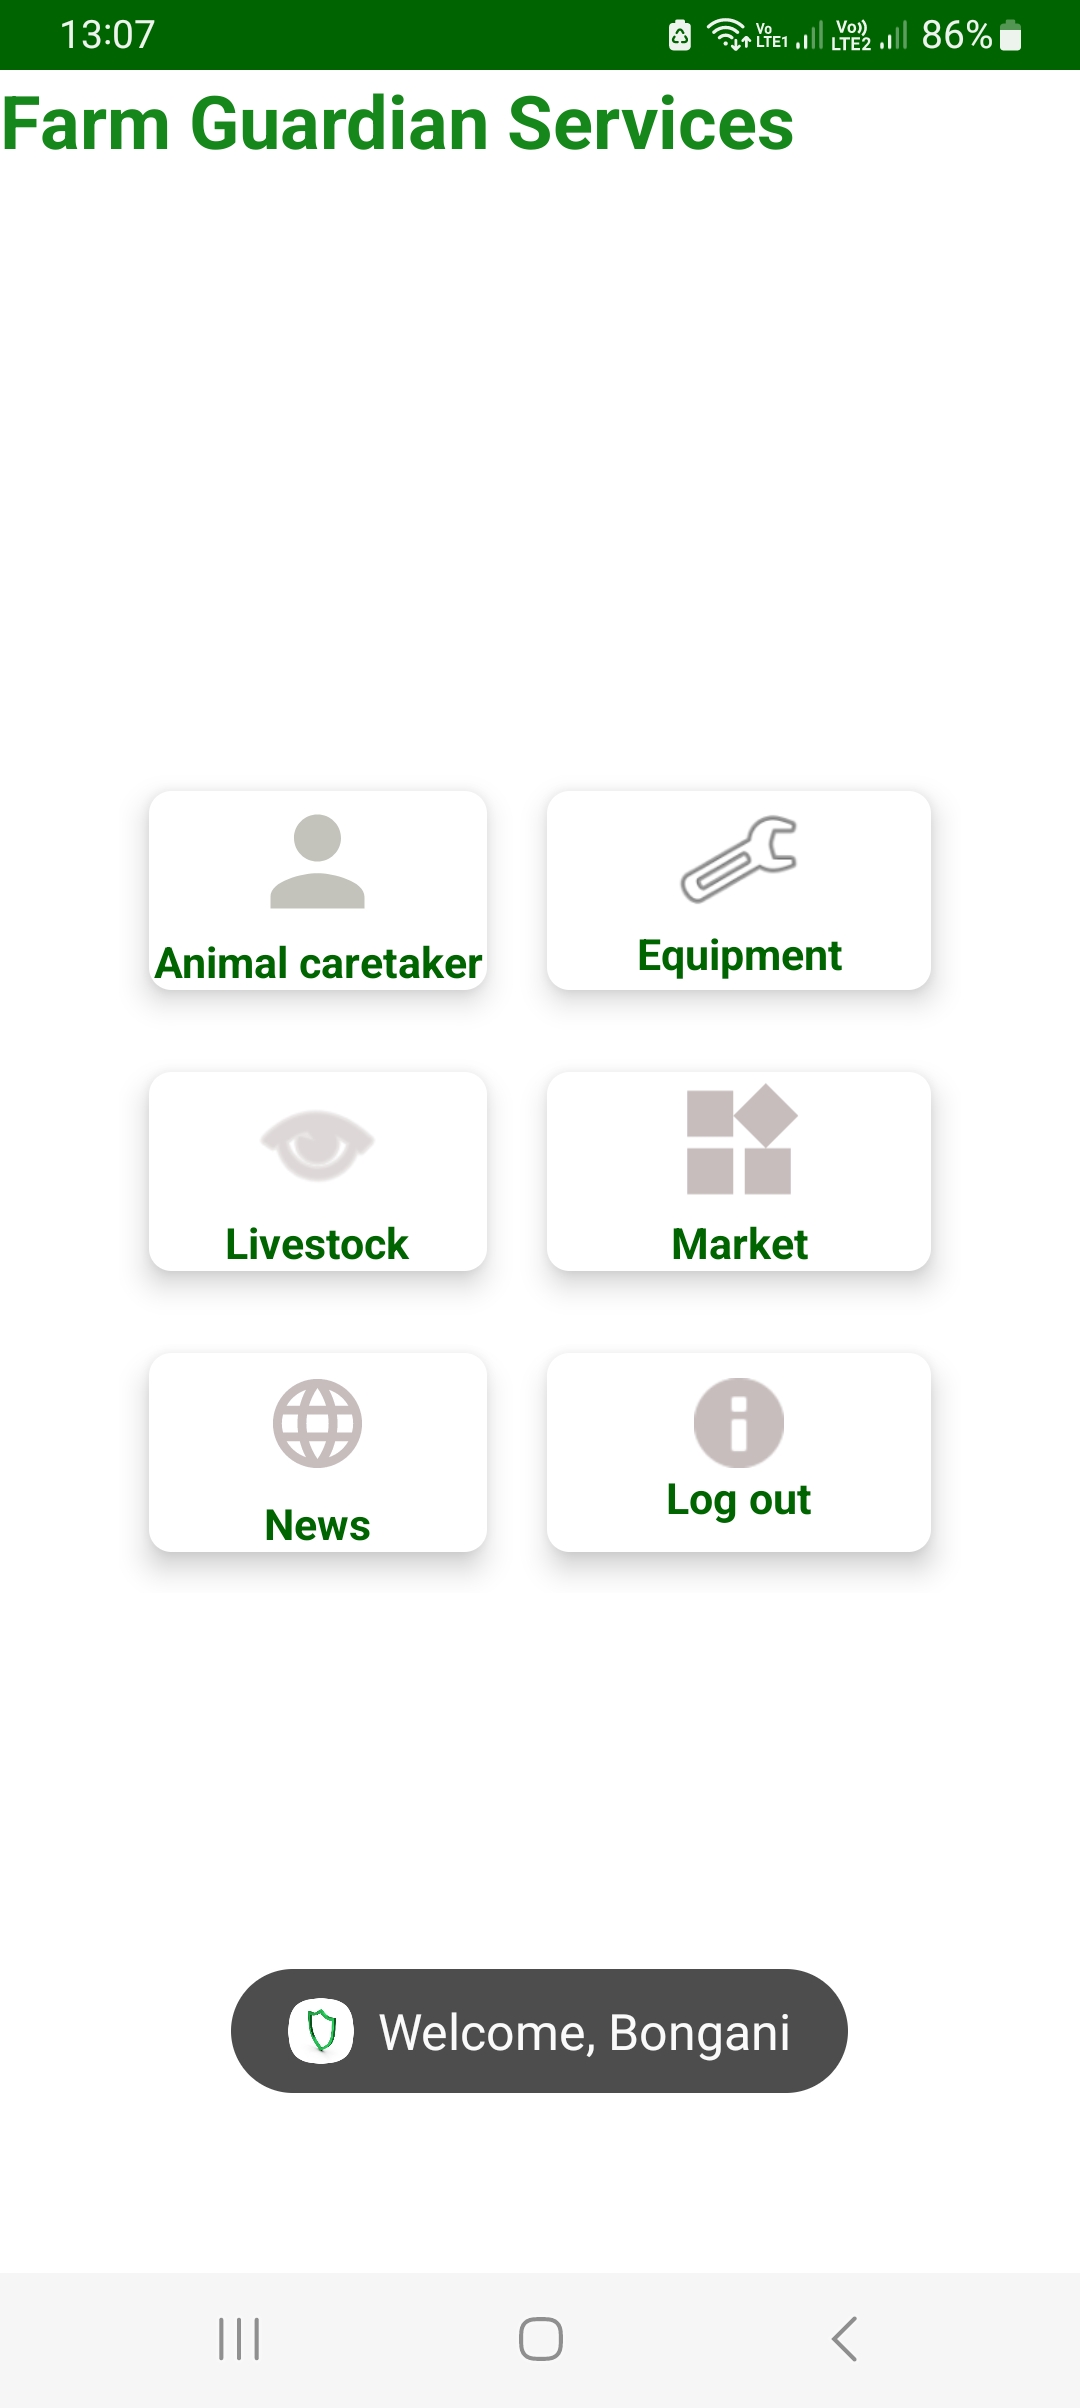 13:07 Vo LTE1 Vo)) LTE2 86%
Farm Guardian Services
Animal caretaker Equipment
Livestock Market
News Log out
Welcome, Bongani